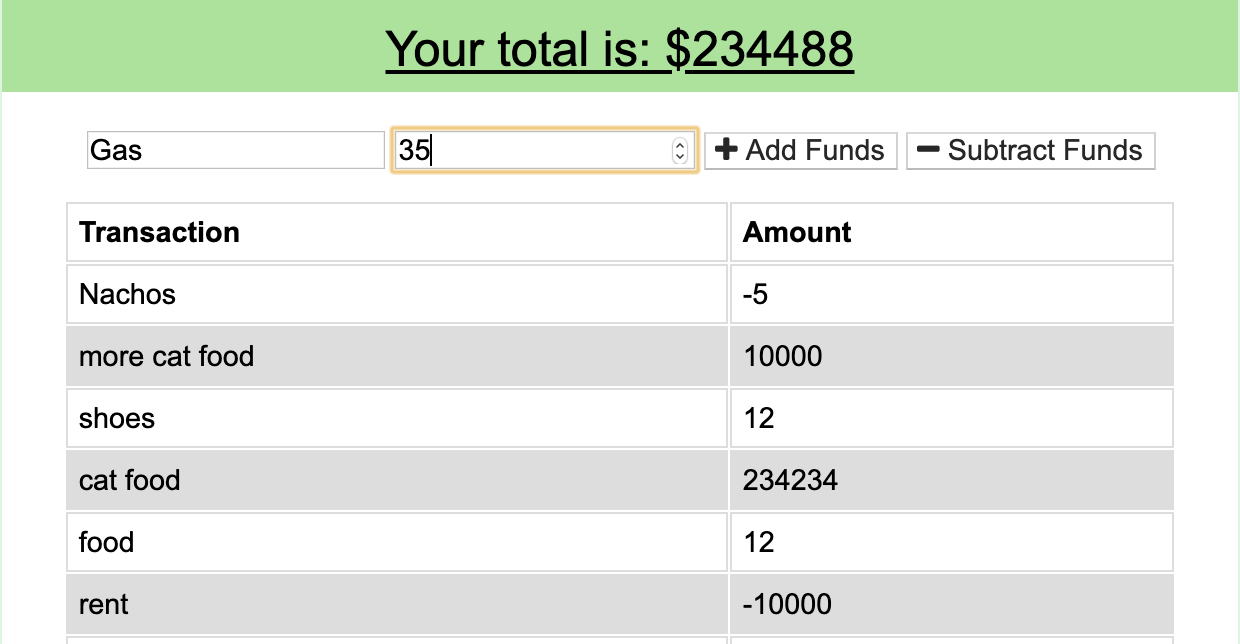 Your total is: $234488
Gas 35 Add Funds Subtract Funds
Transaction Amount
Nachos -5
more cat food 10000
shoes 12
cat food 234234
food 12
rent -10000